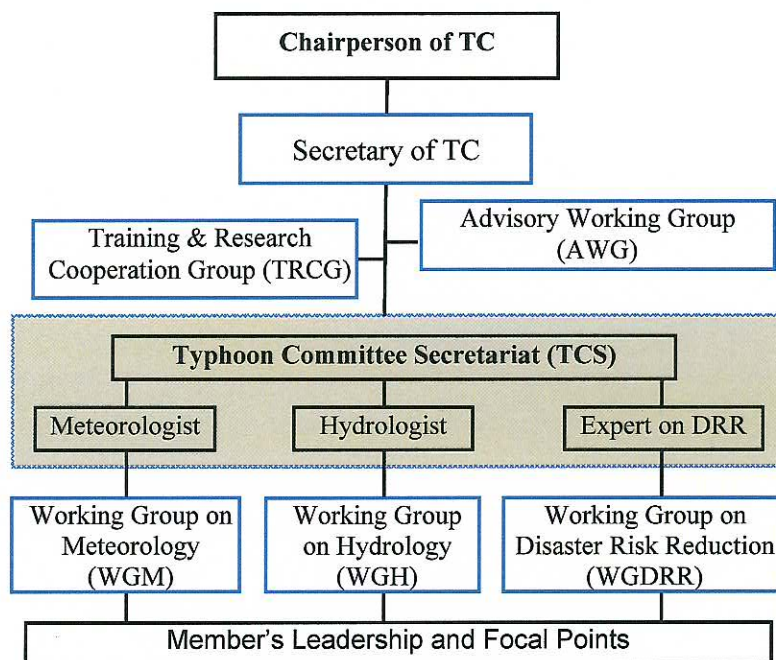 Chairperson of TC
Secretary of TC
Training & Research
Cooperation Group (TRCG)
Advisory Working Group
(AWG)
Typhoon Committee Secretariat (TCS)
Meteorologist
Hydrologist
Expert on DRR
Working Group on
Meteorology
(WGM)
Working Group
on Hydrology
(WGH)
Working Group on
Disaster Risk Reduction
(WGDRR)
Member's Leadership and Focal Points